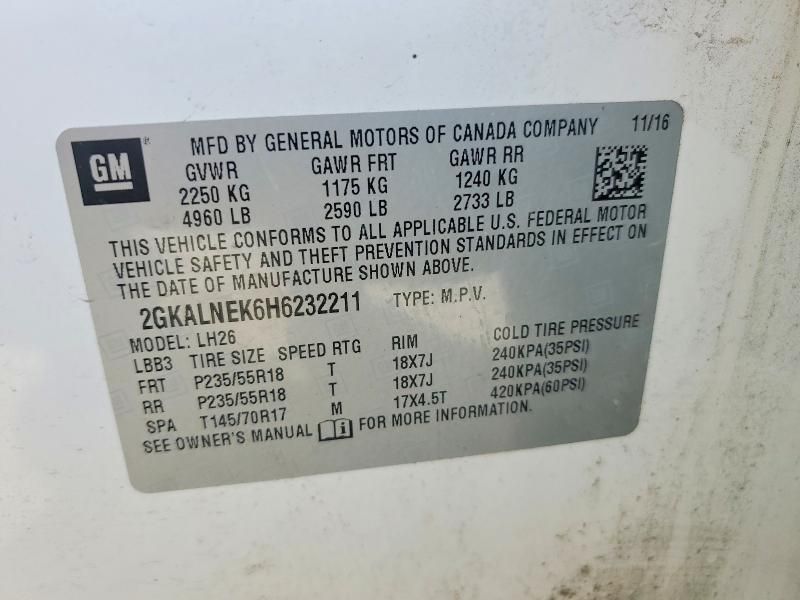 GM
MFD BY GENERAL MOTORS OF CANADA COMPANY 11/16
GVWR GAWR FRT GAWR RR
2250 KG 1175 KG 1240 KG
4960 LB 2590 LB 2733 LB
THIS VEHICLE CONFORMS TO ALL APPLICABLE U.S. FEDERAL MOTOR
VEHICLE SAFETY AND THEFT PREVENTION STANDARDS IN EFFECT ON
THE DATE OF MANUFACTURE SHOWN ABOVE.
2GKALNEK6H6232211 TYPE: M.P.V.
MODEL: LH26
LBB3 TIRE SIZE SPEED RTG RIM COLD TIRE PRESSURE
FRT P235/55R18 T 18X7J 240KPA(35PSI)
RR P235/55R18 T 18X7J 240KPA(35PSI)
SPA T145/70R17 M 17X4.5T 420KPA(60PSI)
SEE OWNER'S MANUAL i FOR MORE INFORMATION.